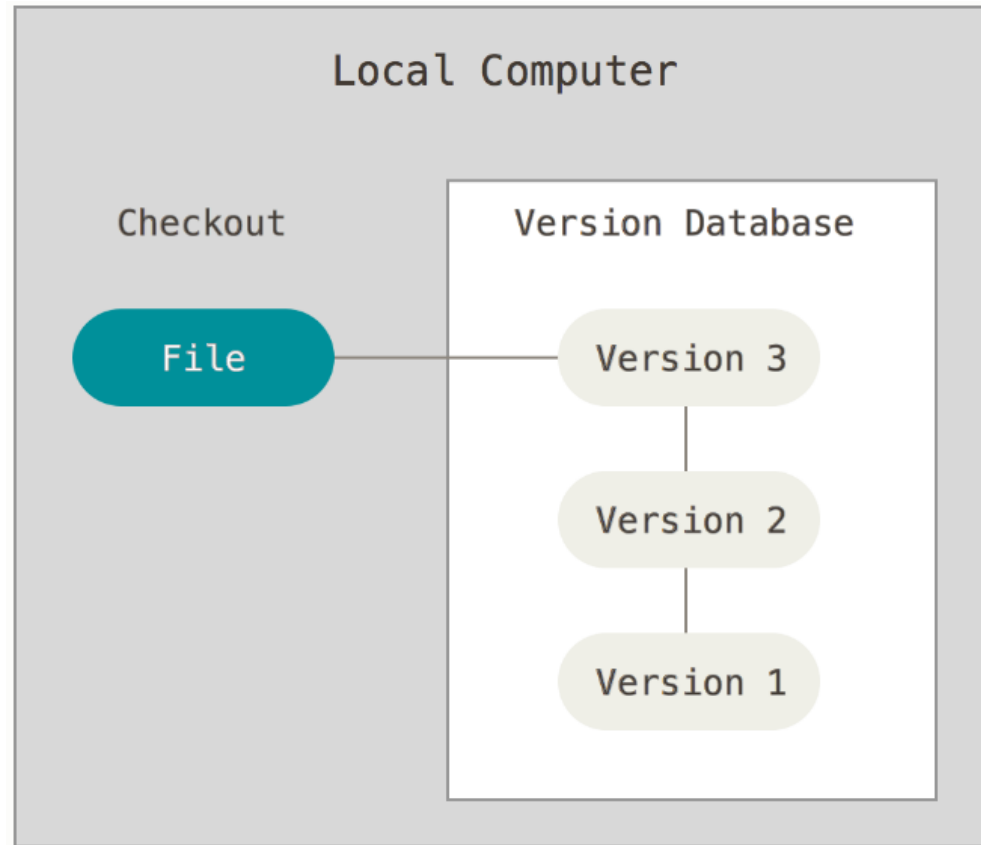 Local Computer
Checkout
Version Database
File
Version 3
Version 2
Version 1